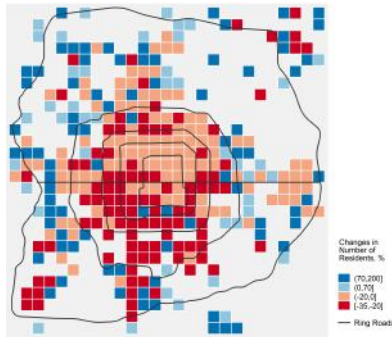 Changes in
Number of
Residents, %
(70,200]
(0,70]
(-20,0]
[-35,-20]
Ring Roads